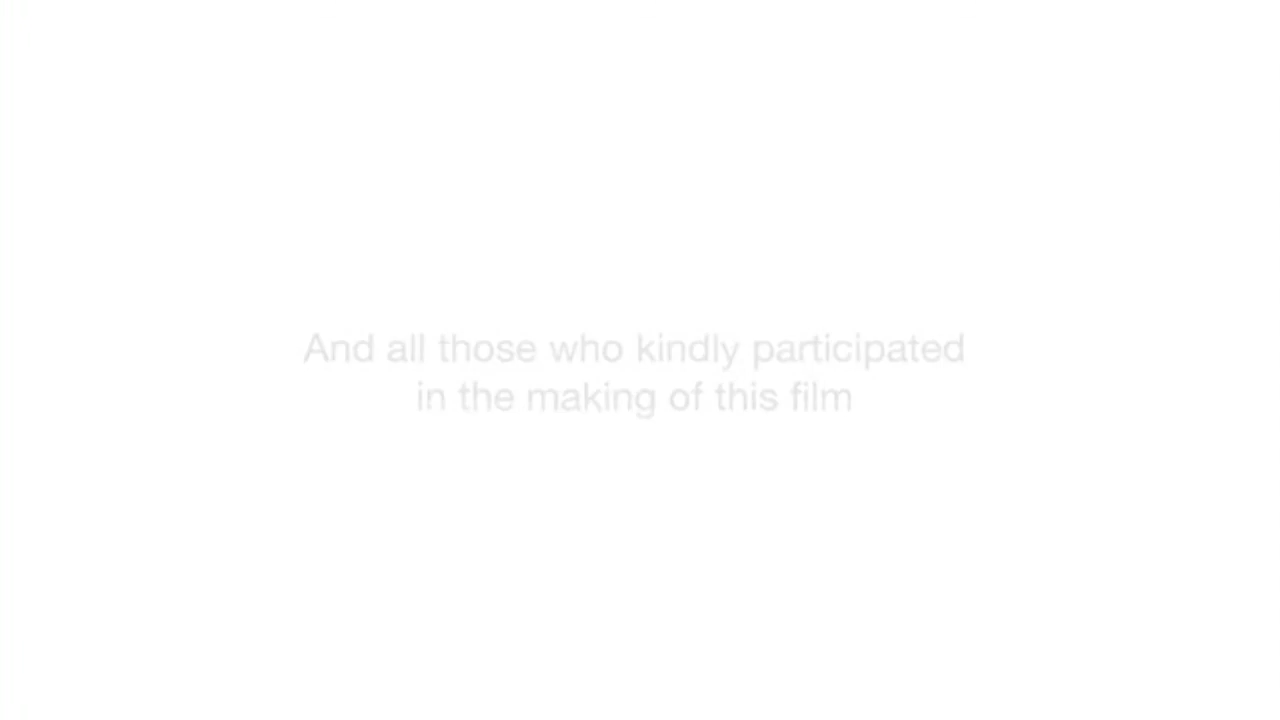 And all those who kindly participated
in the making of this film